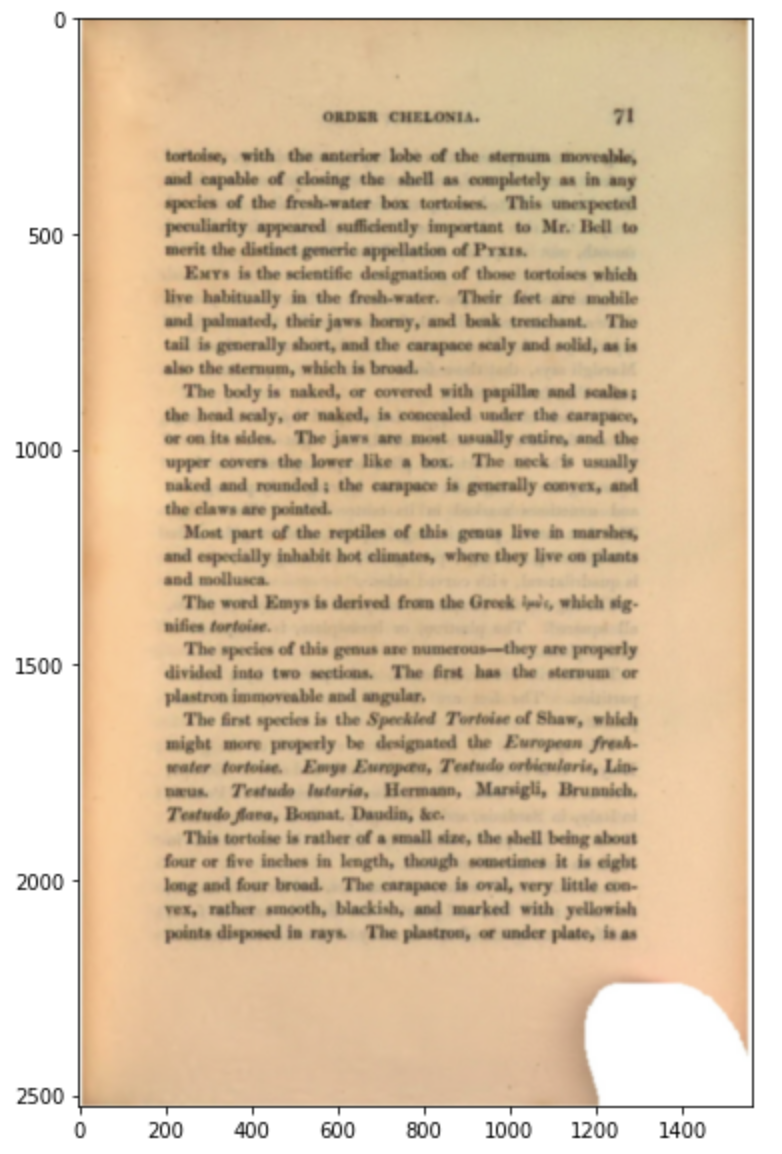 0
500
1000
1500
2000
2500
ORDER CHELONIA. 71
tortoise, with the anterior lobe of the sternum moveable,
and capable of closing the shell as completely as in any
species of the fresh-water box tortoises. This unexpected
peculiarity appeared sufficiently important to Mr. Bell to
merit the distinct generic appellation of PYXIS.
EMYS is the scientific designation of those tortoises which
live habitually in the fresh-water. Their feet are mobile
and palmated, their jaws horny, and beak trenchant. The
tail is generally short, and the carapace scaly and solid, as is
also the sternum, which is broad.
The body is naked, or covered with papillæ and scales;
the head scaly, or naked, is concealed under the carapace,
or on its sides. The jaws are most usually entire, and the
upper covers the lower like a box. The neck is usually
naked and rounded; the carapace is generally convex, and
the claws are pointed.
Most part of the reptiles of this genus live in marshes,
and especially inhabit hot climates, where they live on plants
and mollusca.
The word Emys is derived from the Greek which sig-
nifies tortoise.
The species of this genus are numerous—they are properly
divided into two sections. The first has the sternum or
plastron immoveable and angular.
The first species is the Speckled Tortoise of Shaw, which
might more properly be designated the European fresh-
water tortoise. Emys Europæa, Testudo orbicularis, Lin-
næus. Testudo lutaria, Hermann, Marsigli, Brunnich.
Testudo flava, Bonnat. Daudin, &c.
This tortoise is rather of a small size, the shell being about
four or five inches in length, though sometimes it is eight
long and four broad. The carapace is oval, very little con-
vex, rather smooth, blackish, and marked with yellowish
points disposed in rays. The plastron, or under plate, is as
0 200 400 600 800 1000 1200 1400